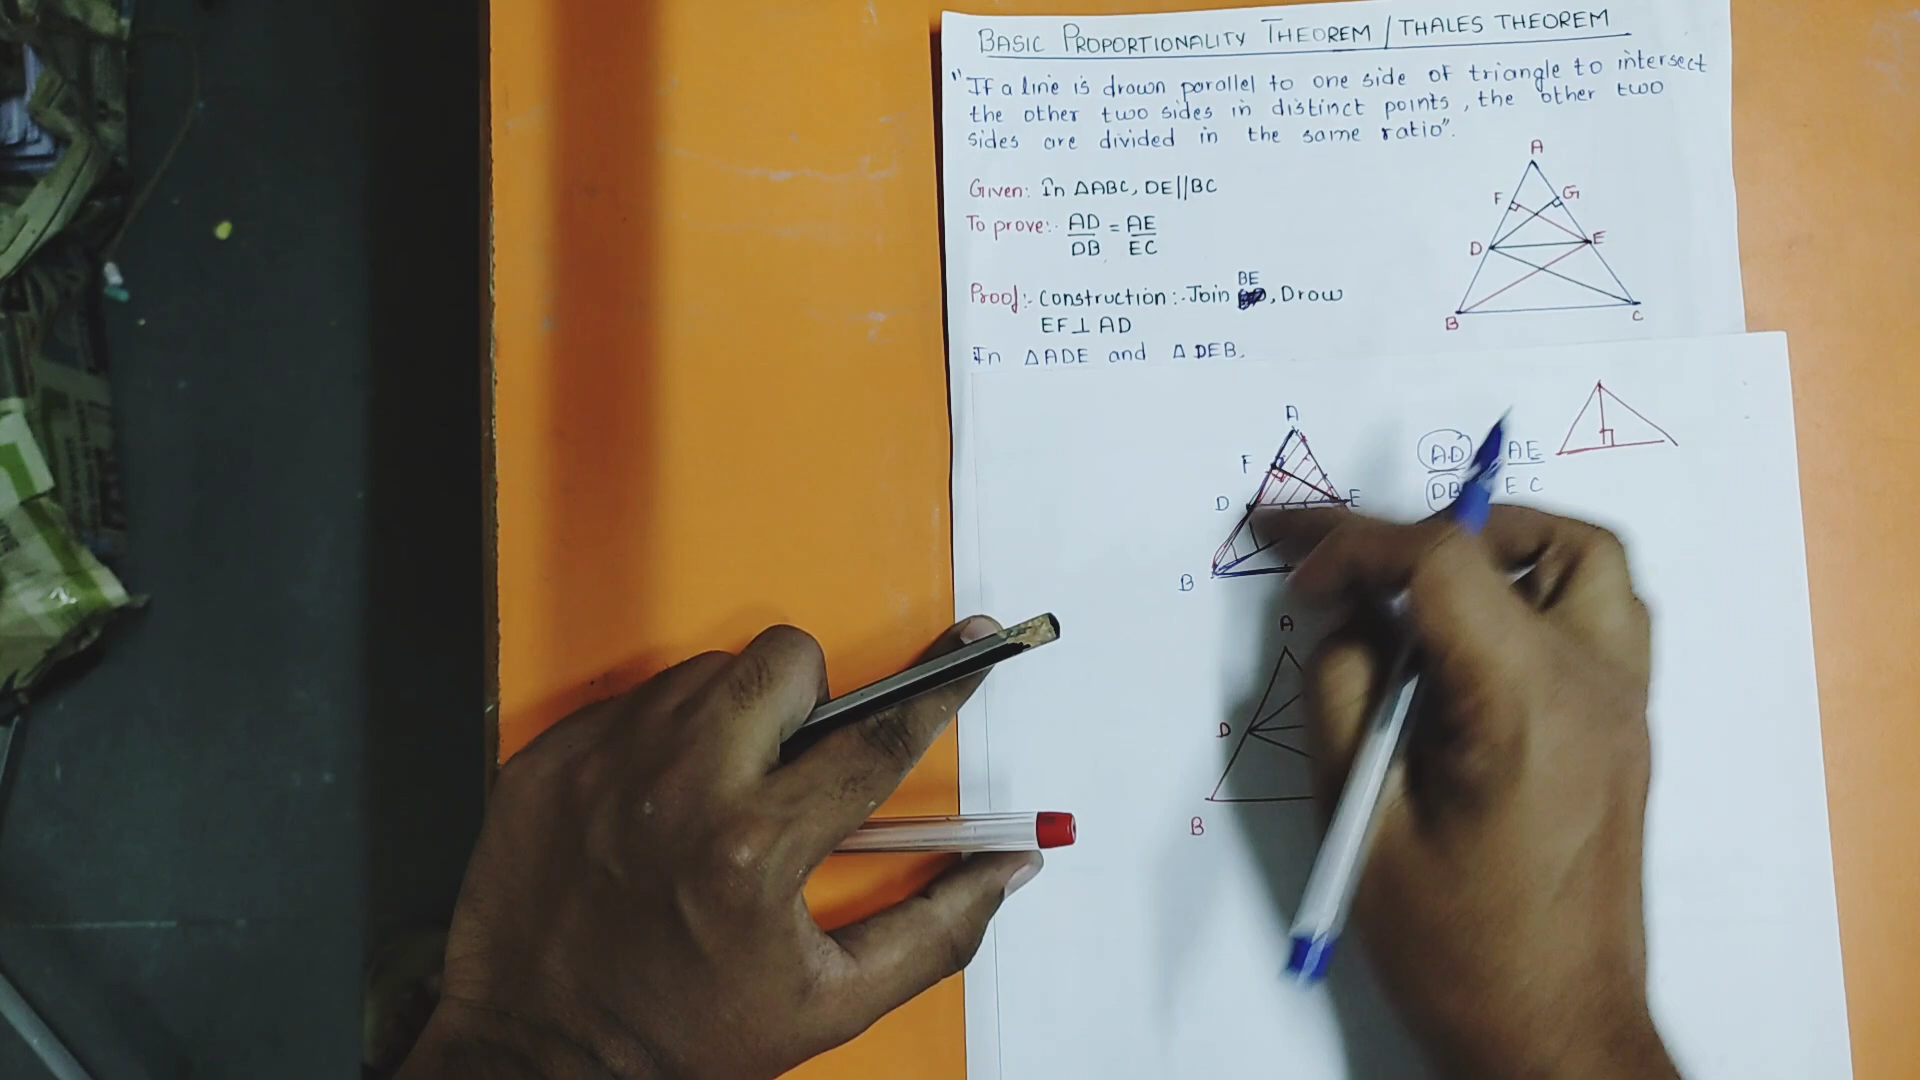 BASIC PROPORTIONALITY THEOREM / THALES THEOREM
"If a line is drawn parallel to one side of triangle to intersect
the other two sides in distinct points, the other two
sides are divided in the same ratio".
Given: In ΔABC, DE||BC
To prove:- AD/DB = AE/EC
Proof:- Construction:- Join BE, Draw
EF⊥AD
In ΔADE and ΔDEB.
A
F G
D E
B C
A
F
D E
B
AD AE
DB EC
A
D
B